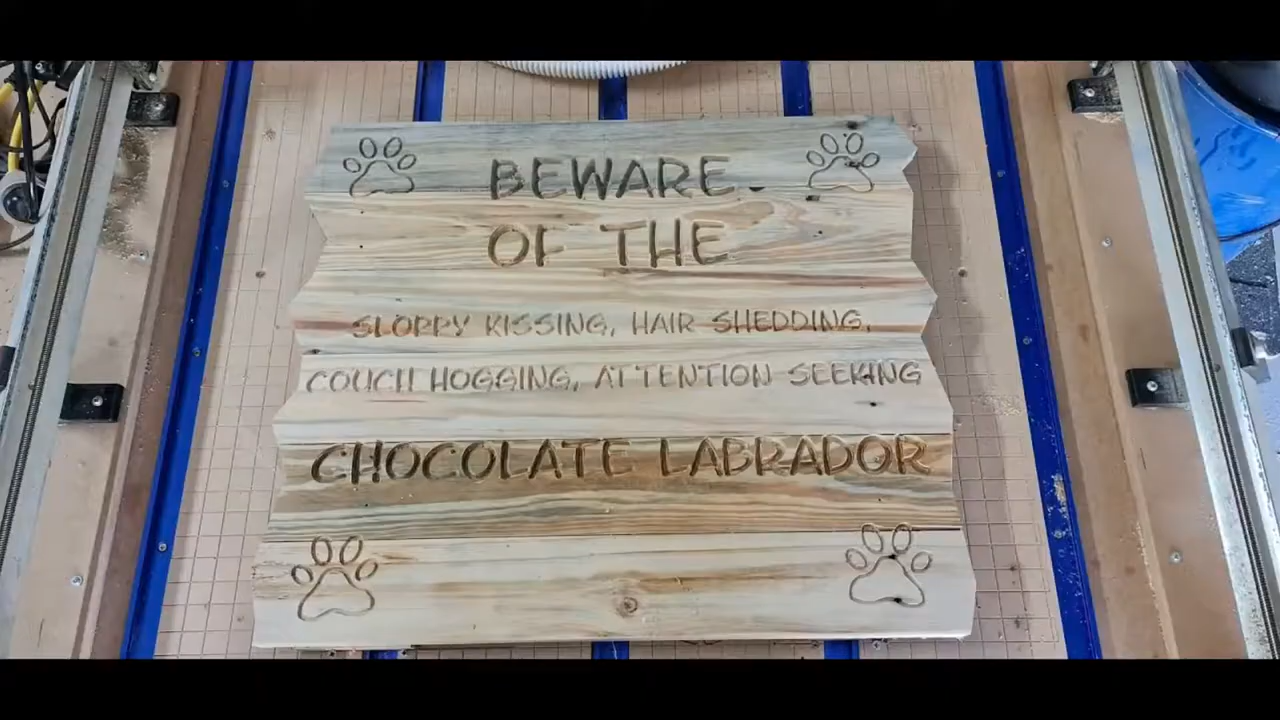 BEWARE
OF THE
SLOPPY KISSING, HAIR SHEDDING,
COUCH HOGGING, ATTENTION SEEKING
CHOCOLATE LABRADOR